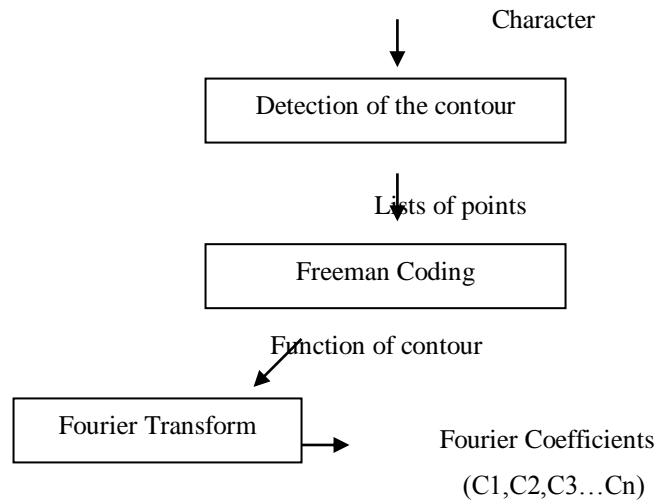 Character
Detection of the contour
Lists of points
Freeman Coding
Function of contour
Fourier Transform
Fourier Coefficients
(C1,C2,C3…Cn)